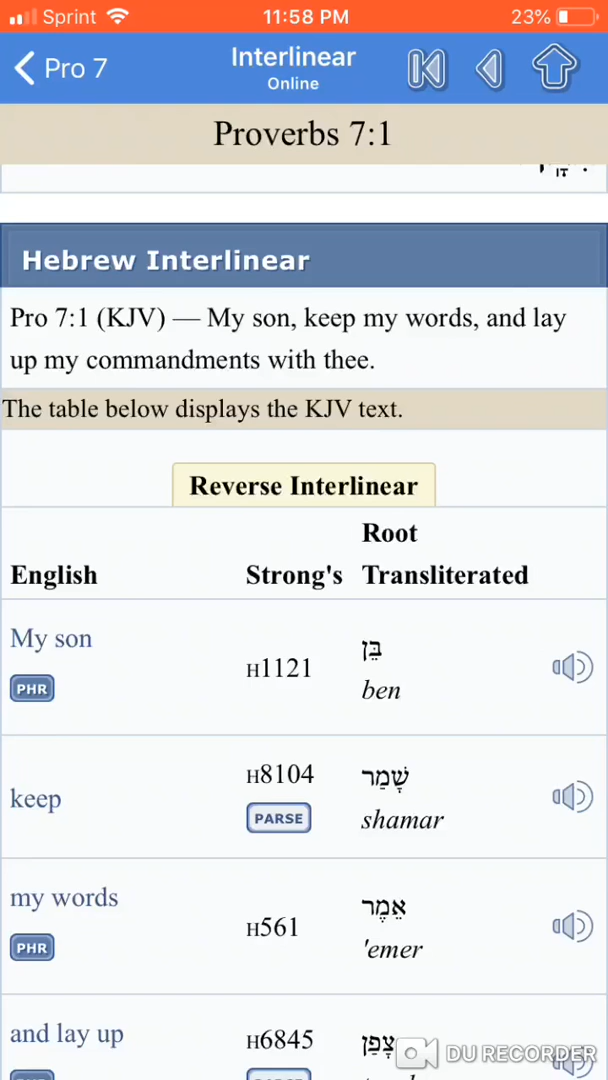 Sprint 11:58 PM 23%
Pro 7 Interlinear
Online
Proverbs 7:1
Hebrew Interlinear
Pro 7:1 (KJV) — My son, keep my words, and lay
up my commandments with thee.
The table below displays the KJV text.
Reverse Interlinear
Root
English Strong's Transliterated
My son
PHR
H1121
בֵּן
ben
keep
H8104
PARSE
שָׁמַר
shamar
my words
PHR
H561
אֵמֶר
'emer
and lay up
H6845
צָפַן
DU RECORDER